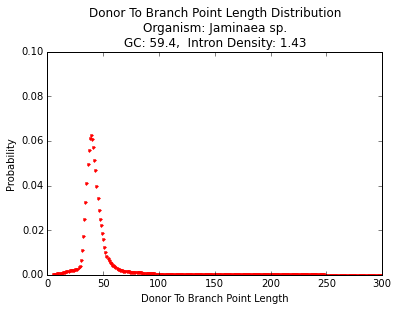 Donor To Branch Point Length Distribution
Organism: Jaminaea sp.
GC: 59.4,  Intron Density: 1.43
0.10
0.08
0.06
0.04
0.02
0.00
Probability
0 50 100 150 200 250 300
Donor To Branch Point Length